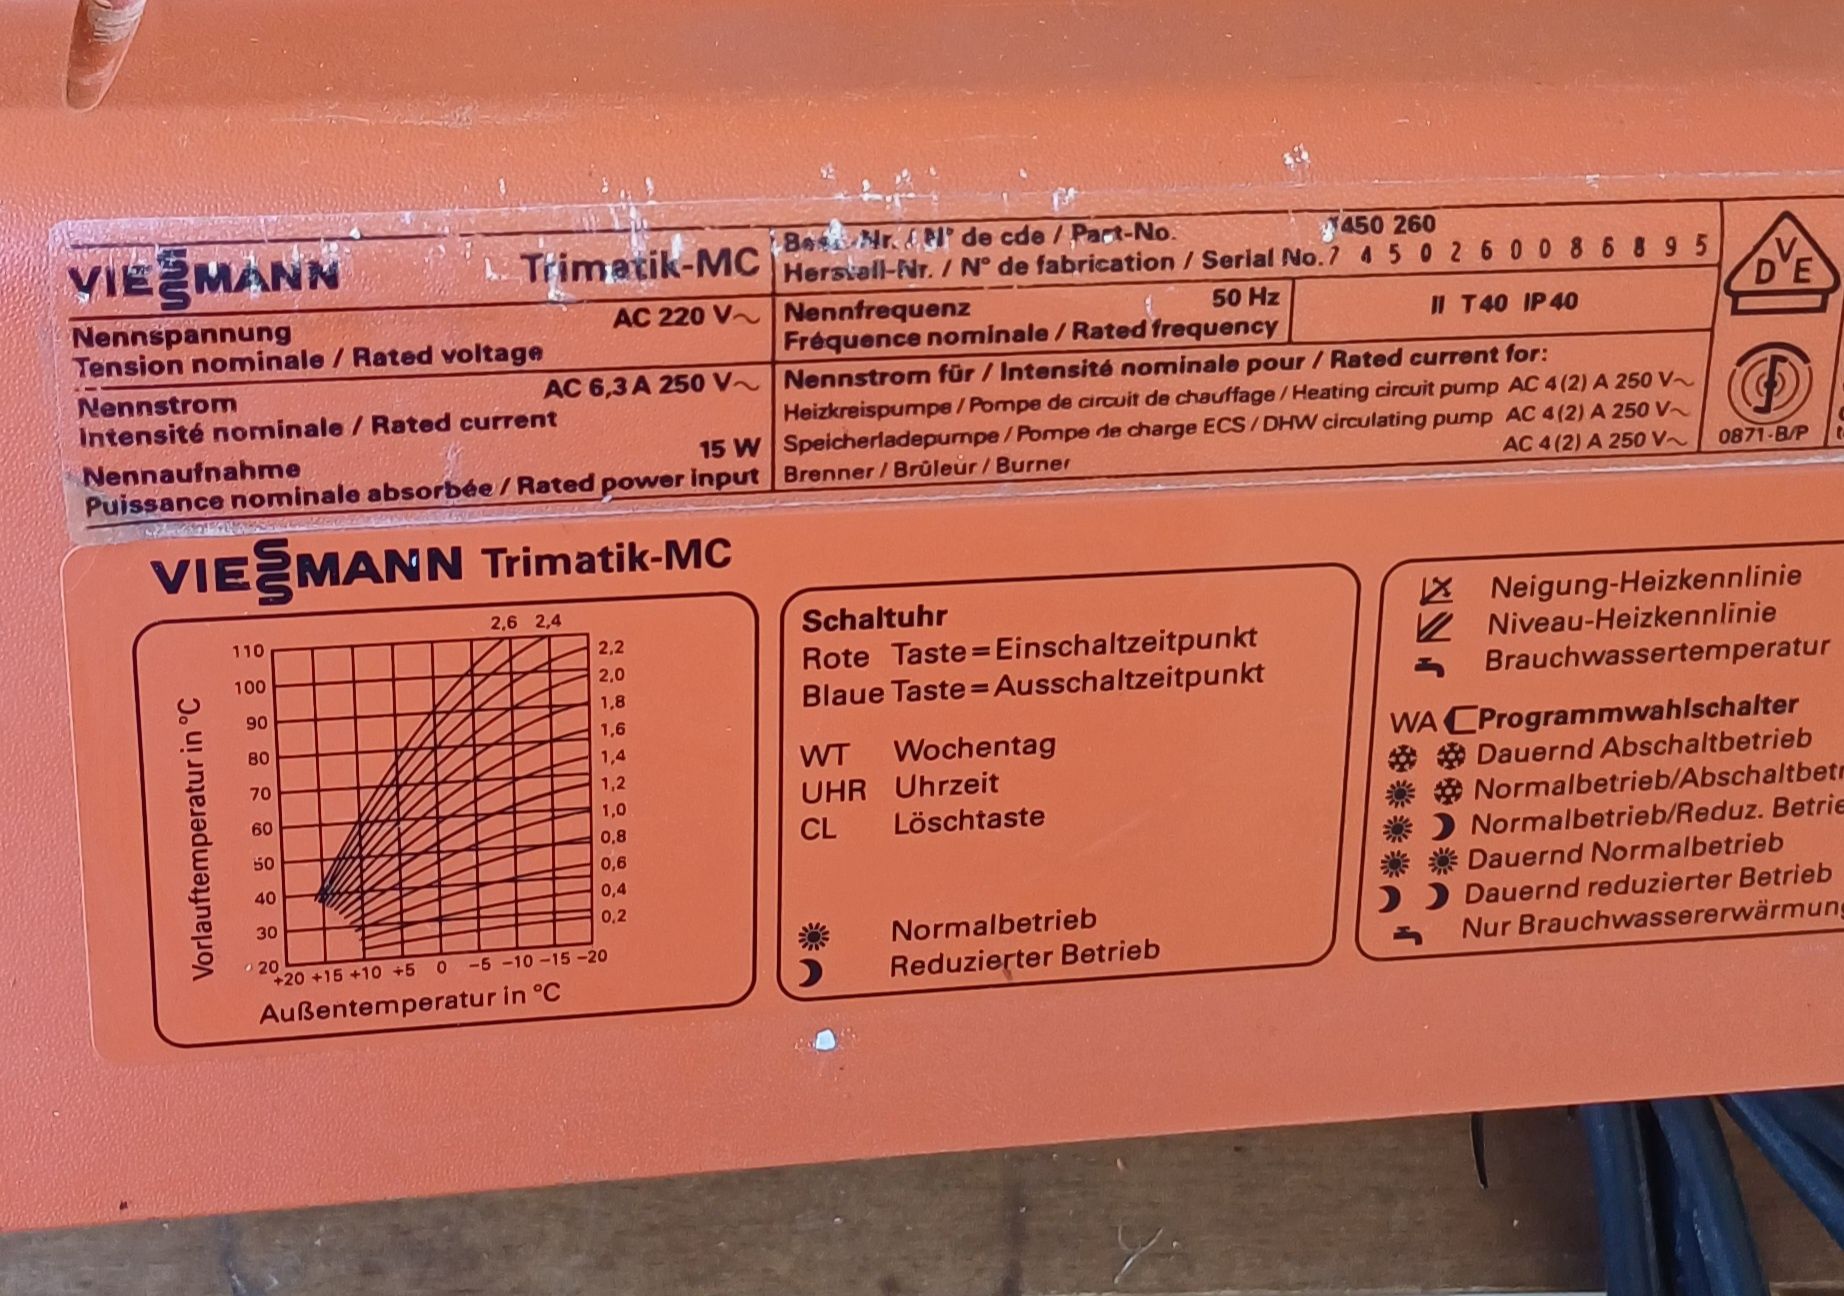 VIESSMANN Trimatik-MC
Best.-Nr. / N° de cde / Part-No. 7450 260
Herstell-Nr. / N° de fabrication / Serial No. 7 4 5 0 2 6 0 0 8 6 8 9 5
Nennspannung AC 220 V~
Tension nominale / Rated voltage
Nennstrom AC 6,3 A 250 V~
Intensité nominale / Rated current
Nennaufnahme 15 W
Puissance nominale absorbée / Rated power input
Nennfrequenz 50 Hz
Fréquence nominale / Rated frequency
II T40 IP40
Nennstrom für / Intensité nominale pour / Rated current for:
Heizkreispumpe / Pompe de circuit de chauffage / Heating circuit pump AC 4(2) A 250 V~
Speicherladepumpe / Pompe de charge ECS / DHW circulating pump AC 4(2) A 250 V~
Brenner / Brûleur / Burner AC 4(2) A 250 V~
DVE
0871-B/P
VIESSMANN Trimatik-MC
2,6 2,4
110
100
90
80
70
60
50
40
30
20
2,2
2,0
1,8
1,6
1,4
1,2
1,0
0,8
0,6
0,4
0,2
+20 +15 +10 +5 0 -5 -10 -15 -20
Vorlauftemperatur in °C
Außentemperatur in °C
Schaltuhr
Rote Taste = Einschaltzeitpunkt
Blaue Taste = Ausschaltzeitpunkt
WT Wochentag
UHR Uhrzeit
CL Löschtaste
Normalbetrieb
Reduzierter Betrieb
Neigung-Heizkennlinie
Niveau-Heizkennlinie
Brauchwassertemperatur
WA Programmwahlschalter
Dauernd Abschaltbetrieb
Normalbetrieb/Abschaltbetr
Normalbetrieb/Reduz. Betrie
Dauernd Normalbetrieb
Dauernd reduzierter Betrieb
Nur Brauchwassererwärmung